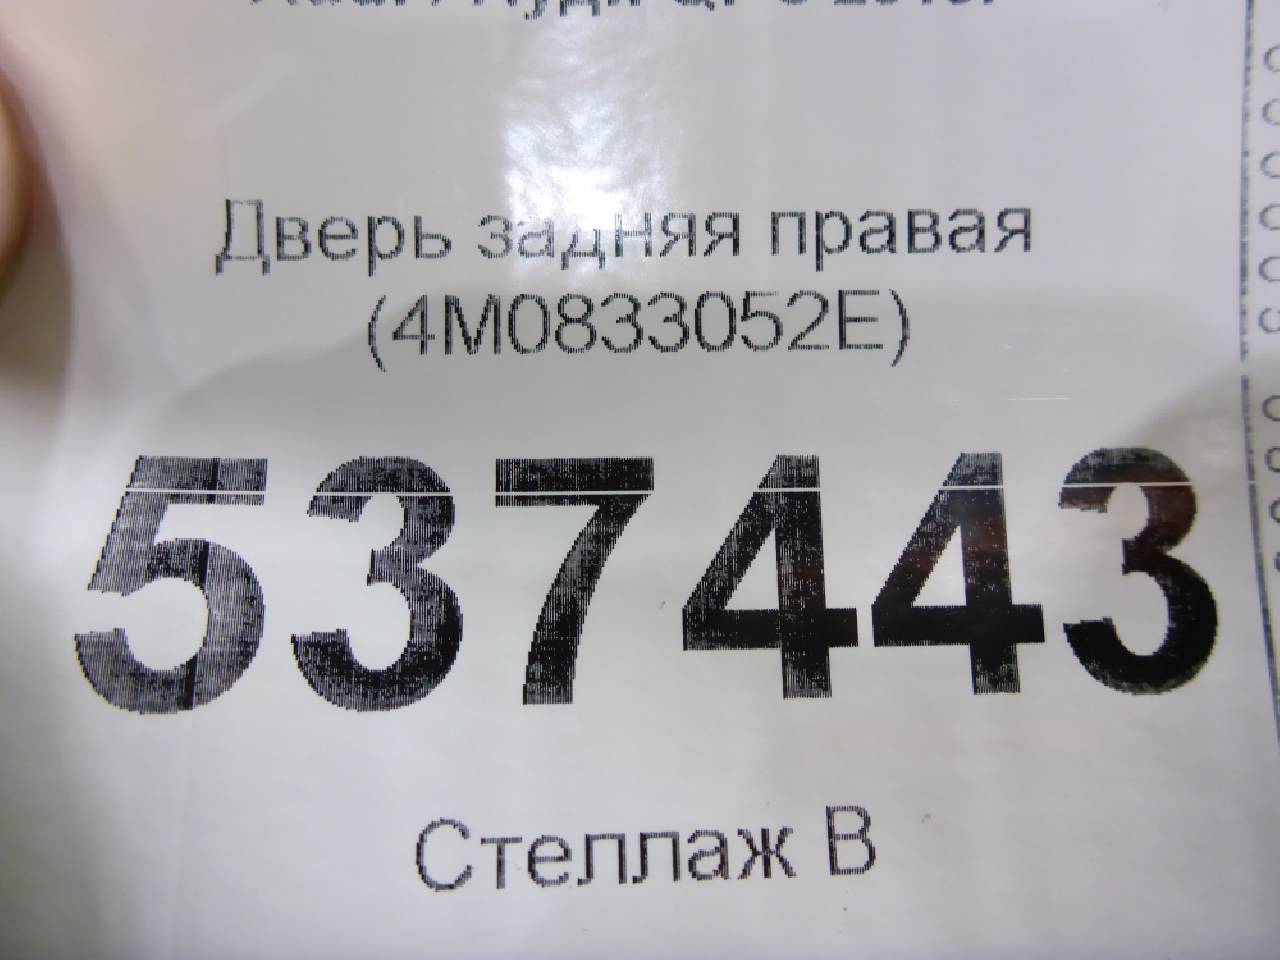 Дверь задняя правая
(4M0833052E)
537443
Стеллаж В